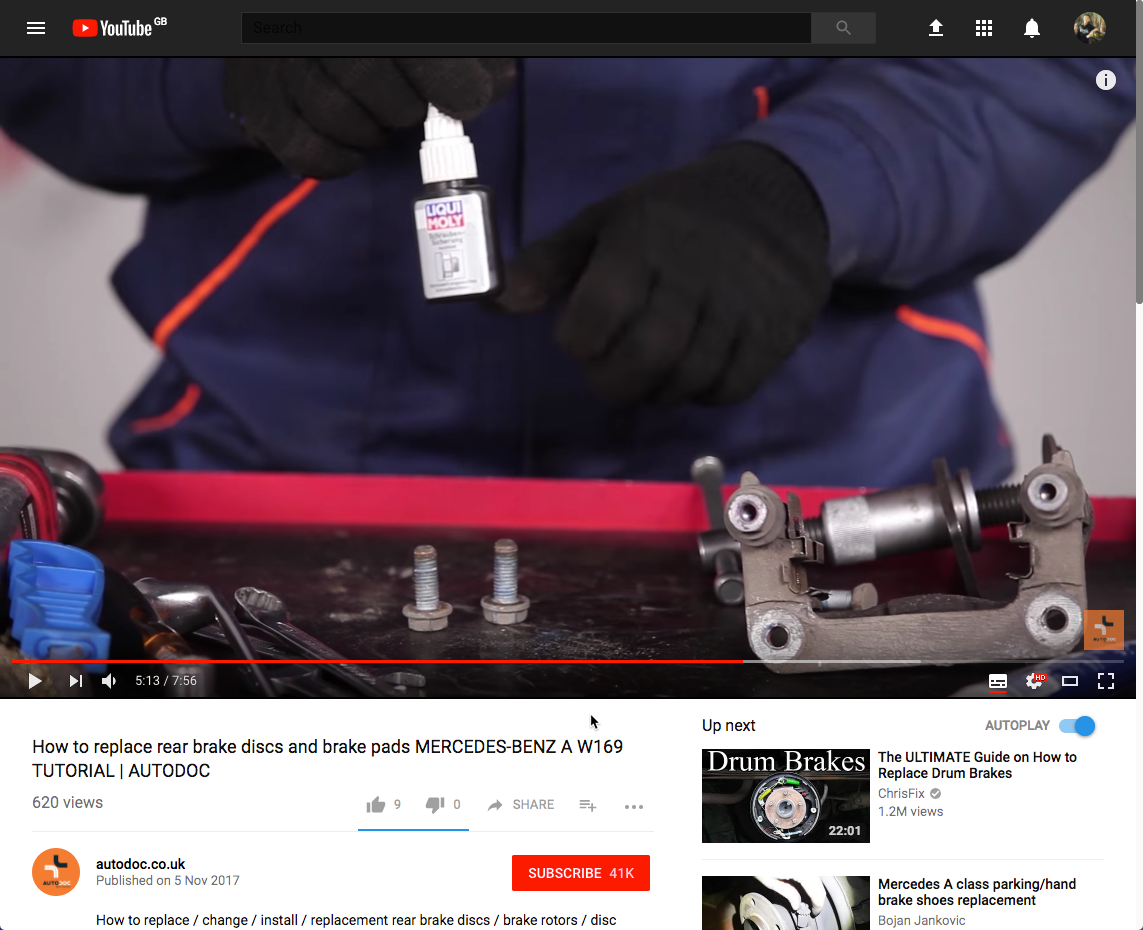 YouTube GB
Search
LIQUI
MOLY
Schrauben-
Sicherung
AUTODOC
5:13 / 7:56
HD
How to replace rear brake discs and brake pads MERCEDES-BENZ A W169
TUTORIAL | AUTODOC
620 views
9
0
SHARE
autodoc.co.uk
Published on 5 Nov 2017
SUBSCRIBE 41K
AUTODOC
How to replace / change / install / replacement rear brake discs / brake rotors / disc
Up next
AUTOPLAY
Drum Brakes
22:01
The ULTIMATE Guide on How to
Replace Drum Brakes
ChrisFix
1.2M views
Mercedes A class parking/hand
brake shoes replacement
Bojan Jankovic